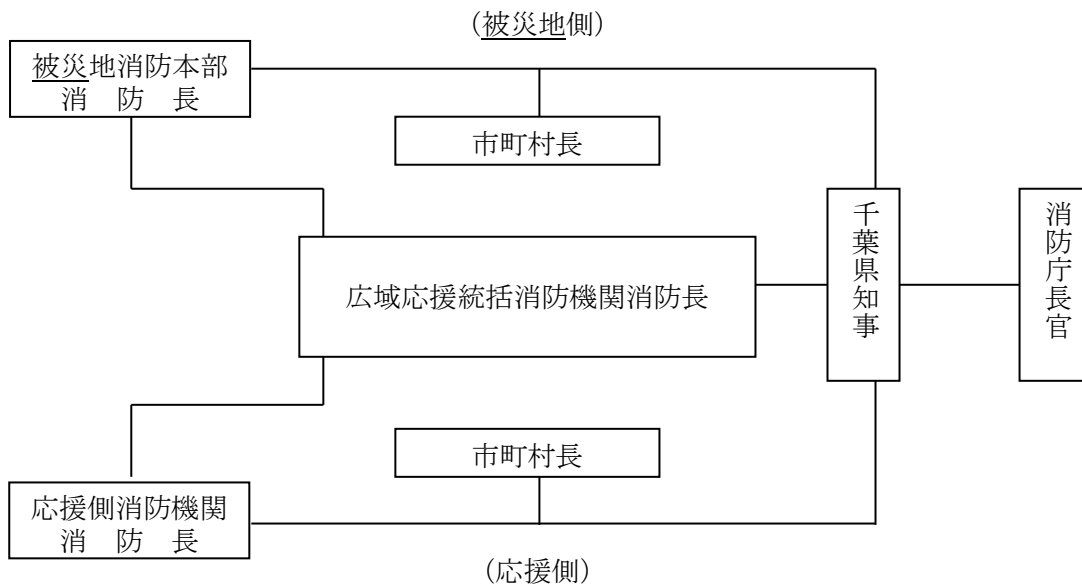 (被災地側)
被災地消防本部
消　防　長
市町村長
千葉県知事
消防庁長官
広域応援統括消防機関消防長
市町村長
応援側消防機関
消　防　長
(応援側)